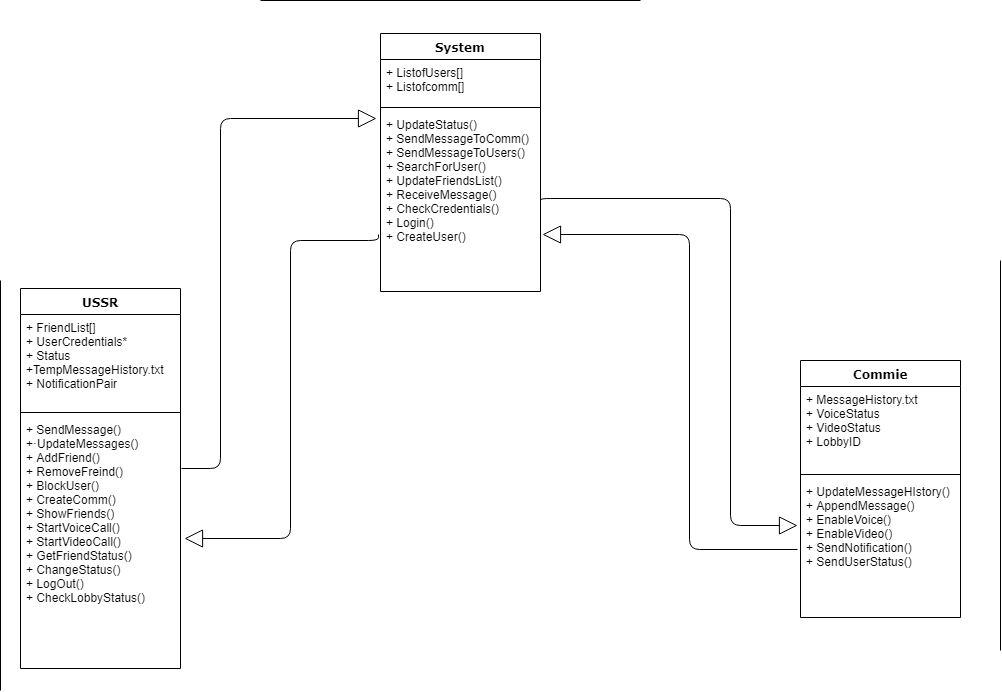 System
+ ListofUsers[]
+ Listofcomm[]
+ UpdateStatus()
+ SendMessageToComm()
+ SendMessageToUsers()
+ SearchForUser()
+ UpdateFriendsList()
+ ReceiveMessage()
+ CheckCredentials()
+ Login()
+ CreateUser()
USSR
+ FriendList[]
+ UserCredentials*
+ Status
+TempMessageHistory.txt
+ NotificationPair
+ SendMessage()
+· UpdateMessages()
+ AddFriend()
+ RemoveFreind()
+ BlockUser()
+ CreateComm()
+ ShowFriends()
+ StartVoiceCall()
+ StartVideoCall()
+ GetFriendStatus()
+ ChangeStatus()
+ LogOut()
+ CheckLobbyStatus()
Commie
+ MessageHistory.txt
+ VoiceStatus
+ VideoStatus
+ LobbyID
+ UpdateMessageHIstory()
+ AppendMessage()
+ EnableVoice()
+ EnableVideo()
+ SendNotification()
+ SendUserStatus()